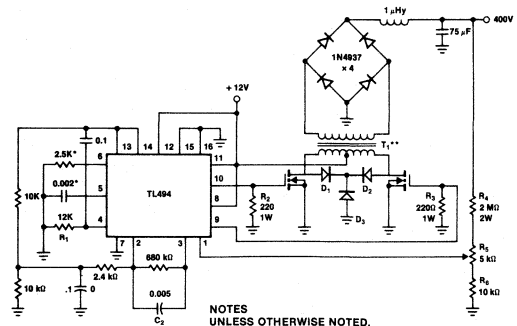 1 μHy
400V
75 μF
1N4937
× 4
+ 12V
T₁**
0.1
13 14 12 15 16
2.5K*
6
11
0.002*
5
TL494
10
8
12K
R₁
4
9
7 2 3 1
10K
R₂
220
1W
D₁
D₂
D₃
R₃
220Ω
1W
R₄
2 MΩ
2W
R₅
5 kΩ
R₆
10 kΩ
10 kΩ
.1
0
2.4 kΩ
680 kΩ
0.005
C₂
NOTES
UNLESS OTHERWISE NOTED.